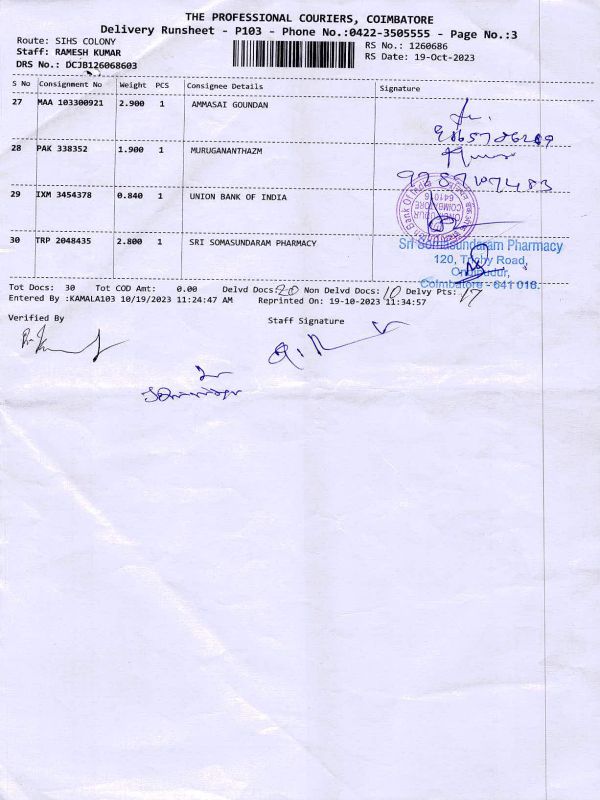 THE PROFESSIONAL COURIERS, COIMBATORE
Delivery Runsheet - P103 - Phone No.:0422-3505555 - Page No.:3
Route: SIHS COLONY
Staff: RAMESH KUMAR
DRS No.: DCJB126068603
RS No.: 1260686
RS Date: 19-Oct-2023
S No Consignment No Weight PCS Consignee Details Signature
27 MAA 103300921 2.900 1 AMMASAI GOUNDAN
28 PAK 338352 1.900 1 MURUGANANTHAZM
9789107483
29 IXM 3454378 0.840 1 UNION BANK OF INDIA
30 TRP 2048435 2.800 1 SRI SOMASUNDARAM PHARMACY
Sri Somasundaram Pharmacy
120, Trichy Road,
Ondipudur,
Coimbatore - 641 016.
Tot Docs: 30 Tot COD Amt: 0.00 Delvd Docs: 20 Non Delvd Docs: 10 Delvy Pts: 17
Entered By :KAMALA103 10/19/2023 11:24:47 AM Reprinted On: 19-10-2023 11:34:57
Verified By Staff Signature